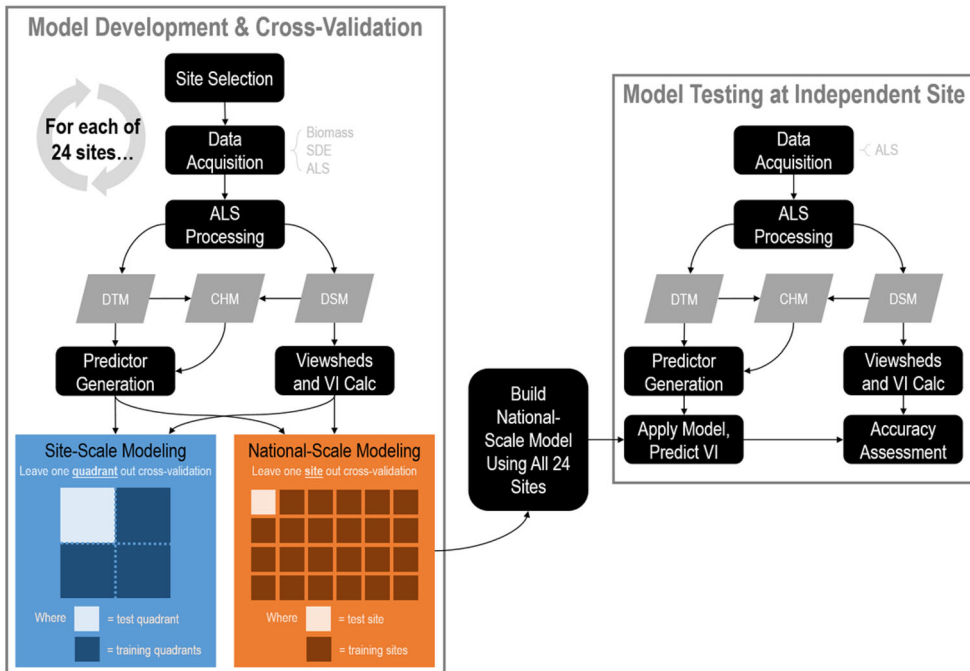 Model Development & Cross-Validation
Site Selection
For each of
24 sites...
Data
Acquisition
Biomass
SDE
ALS
ALS
Processing
DTM
CHM
DSM
Predictor
Generation
Viewsheds
and VI Calc
Site-Scale Modeling
Leave one quadrant out cross-validation
Where
= test quadrant
= training quadrants
National-Scale Modeling
Leave one site out cross-validation
Where
= test site
= training sites
Build
National-
Scale Model
Using All 24
Sites
Model Testing at Independent Site
Data
Acquisition
ALS
ALS
Processing
DTM
CHM
DSM
Predictor
Generation
Viewsheds
and VI Calc
Apply Model,
Predict VI
Accuracy
Assessment